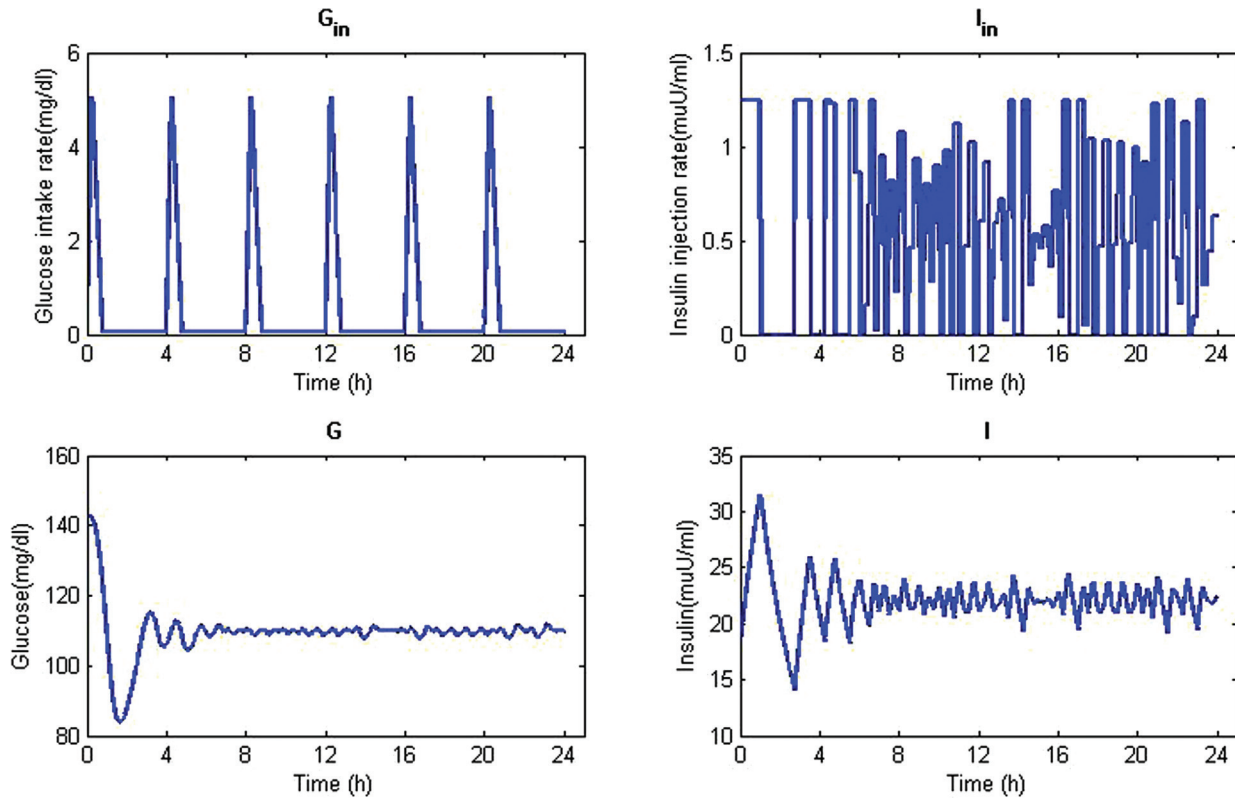 G_in
Glucose intake rate(mg/dl)
6
4
2
0
0 4 8 12 16 20 24
Time (h)
I_in
Insulin injection rate(muU/ml)
1.5
1
0.5
0
0 4 8 12 16 20 24
Time (h)
G
Glucose(mg/dl)
160
140
120
100
80
0 4 8 12 16 20 24
Time (h)
I
Insulin(muU/ml)
35
30
25
20
15
10
0 4 8 12 16 20 24
Time (h)